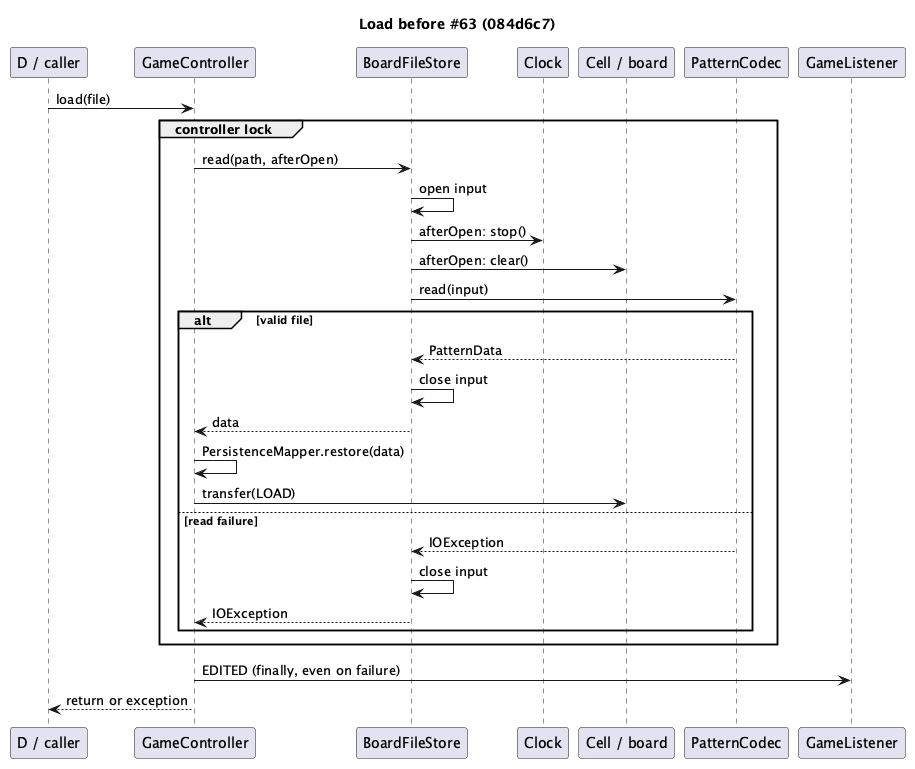 Load before #63 (084d6c7)
D / caller GameController BoardFileStore Clock Cell / board PatternCodec GameListener
load(file)
controller lock
read(path, afterOpen)
open input
afterOpen: stop()
afterOpen: clear()
read(input)
alt [valid file]
PatternData
close input
data
PersistenceMapper.restore(data)
transfer(LOAD)
[read failure]
IOException
close input
IOException
EDITED (finally, even on failure)
return or exception
D / caller GameController BoardFileStore Clock Cell / board PatternCodec GameListener